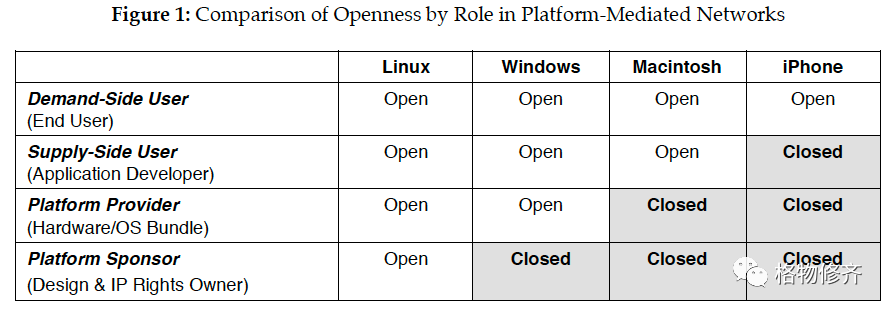 Figure 1: Comparison of Openness by Role in Platform-Mediated Networks
Linux Windows Macintosh iPhone
Demand-Side User Open Open Open Open
(End User)
Supply-Side User Open Open Open Closed
(Application Developer)
Platform Provider Open Open Closed Closed
(Hardware/OS Bundle)
Platform Sponsor Open Closed Closed Closed
(Design & IP Rights Owner)
格物修齐